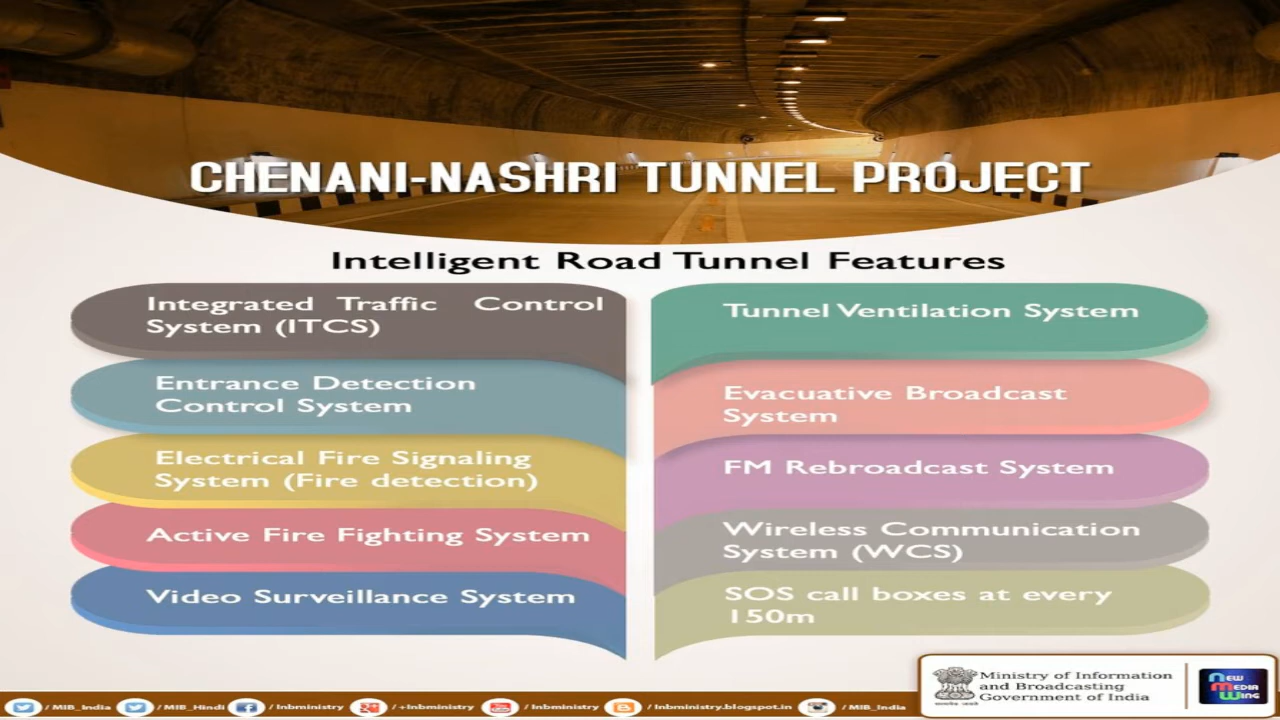 CHENANI-NASHRI TUNNEL PROJECT
Intelligent Road Tunnel Features
Integrated Traffic Control
System (ITCS)
Entrance Detection
Control System
Electrical Fire Signaling
System (Fire detection)
Active Fire Fighting System
Video Surveillance System
Tunnel Ventilation System
Evacuative Broadcast
System
FM Rebroadcast System
Wireless Communication
System (WCS)
SOS call boxes at every
150m
Ministry of Information
and Broadcasting
Government of India
NEW
MEDIA
WING
/MIB_India
/MIB_Hindi
/Inbministry
/+Inbministry
/Inbministry
/Inbministry.blogspot.in
/MIB_India